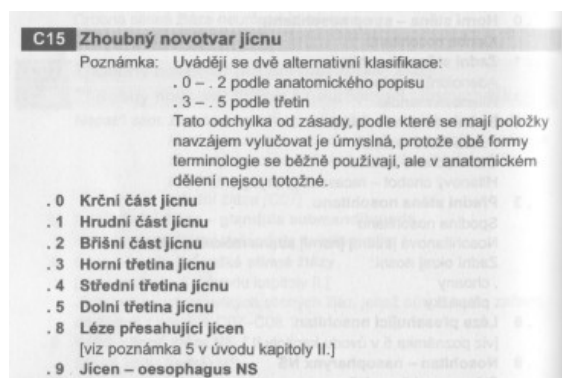 C15 Zhoubný novotvar jícnu
Poznámka: Uvádějí se dvě alternativní klasifikace:
. 0 – . 2 podle anatomického popisu
. 3 – . 5 podle třetin
Tato odchylka od zásady, podle které se mají položky
navzájem vylučovat je úmyslná, protože obě formy
terminologie se běžně používají, ale v anatomickém
dělení nejsou totožné.
. 0 Krční část jícnu
. 1 Hrudní část jícnu
. 2 Břišní část jícnu
. 3 Horní třetina jícnu
. 4 Střední třetina jícnu
. 5 Dolní třetina jícnu
. 8 Léze přesahující jícen
[viz poznámka 5 v úvodu kapitoly II.]
. 9 Jícen – oesophagus NS